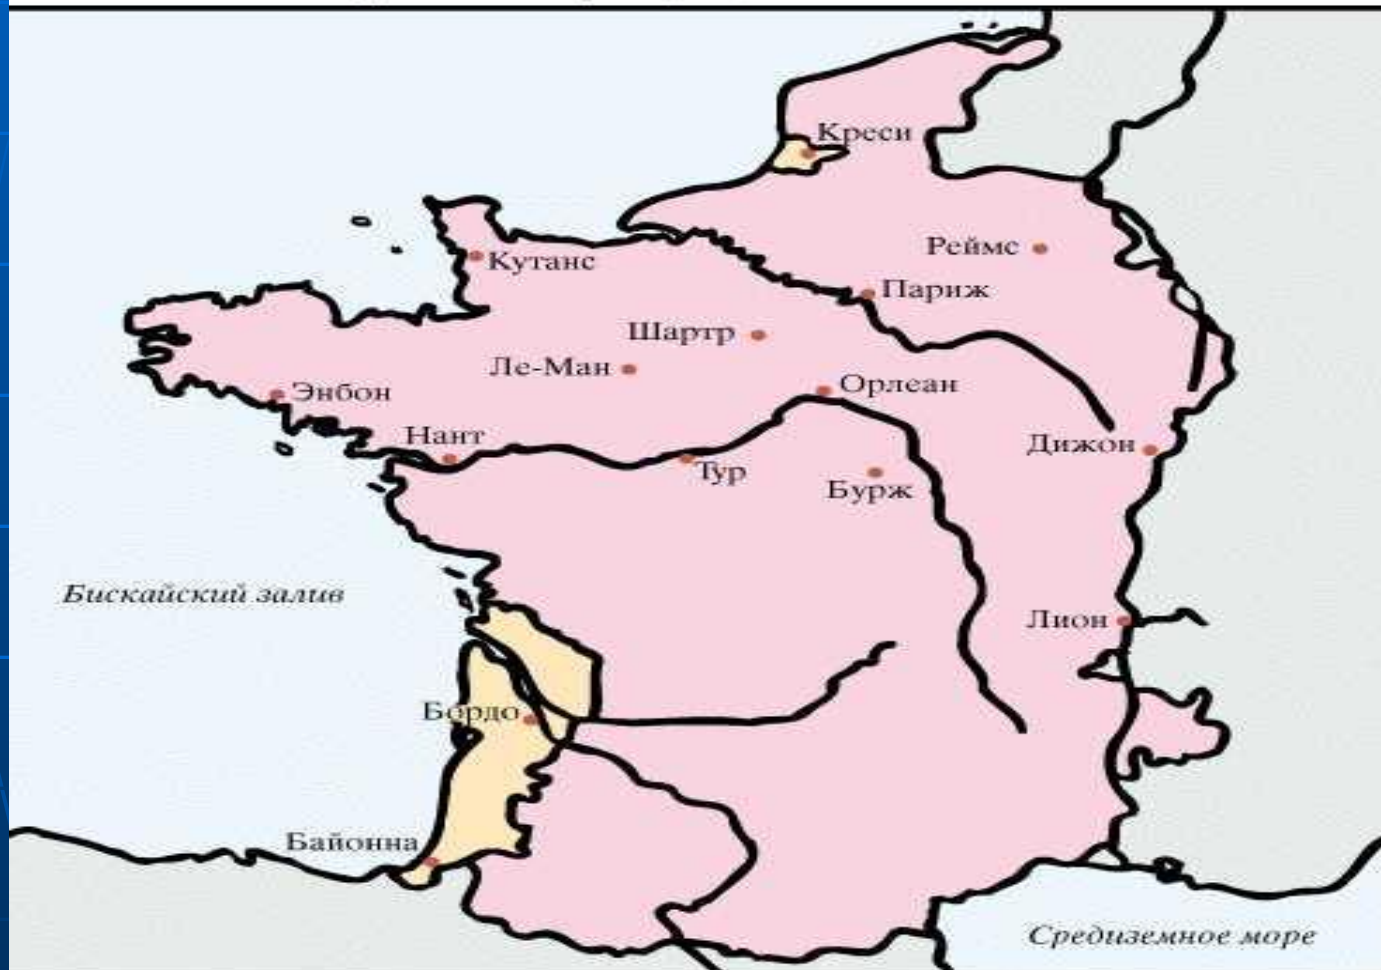 Креси
Реймс
Кутанс
Париж
Шартр
Ле-Ман
Орлеан
Энбон
Нант
Дижон
Тур
Бурж
Бискайский залив
Лион
Бордо
Байонна
Средиземное море